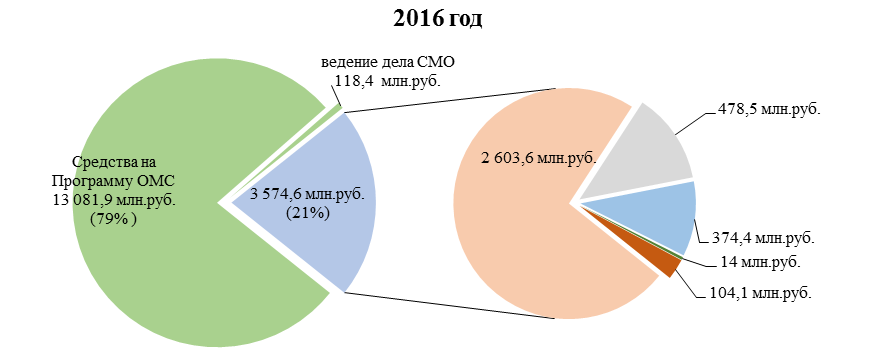 2016 год
ведение дела СМО
118,4 млн.руб.
Средства на
Программу ОМС
13 081,9 млн.руб.
(79% )
3 574,6 млн.руб.
(21%)
2 603,6 млн.руб.
478,5 млн.руб.
374,4 млн.руб.
14 млн.руб.
104,1 млн.руб.